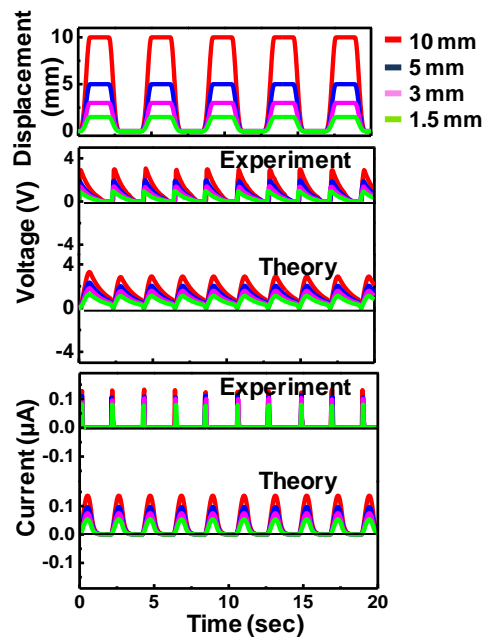 10
5
0
Displacement
(mm)
10 mm
5 mm
3 mm
1.5 mm
Experiment
4
0
-4
Theory
4
0
-4
Voltage (V)
Experiment
0.1
0.0
-0.1
Theory
0.1
0.0
-0.1
Current (µA)
0 5 10 15 20
Time (sec)